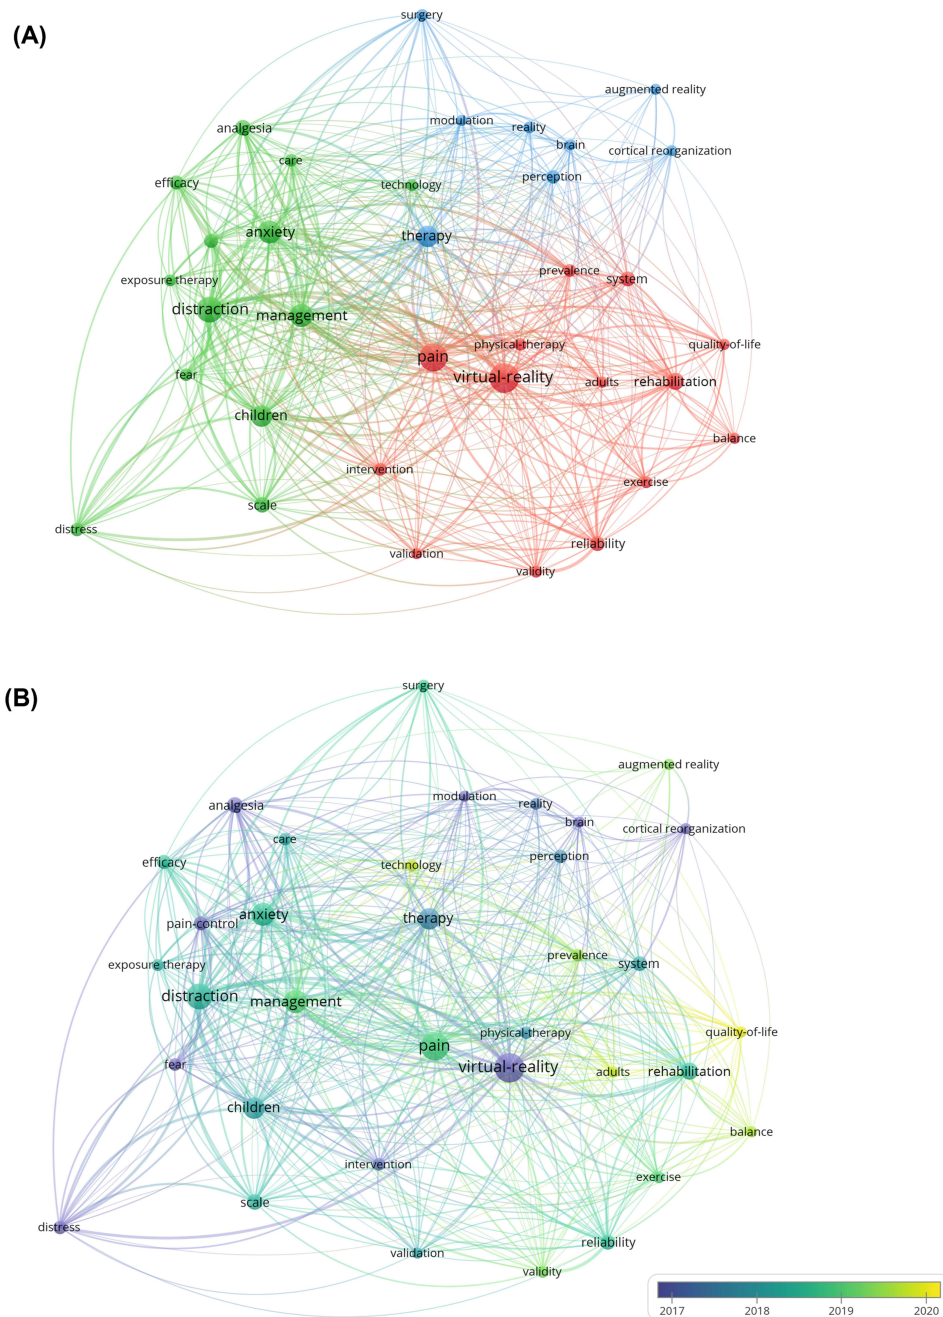 (A)
surgery
augmented reality
modulation
reality
analgesia
brain
cortical reorganization
care
perception
efficacy
technology
anxiety
therapy
prevalence
system
exposure therapy
distraction
management
physical-therapy
quality-of-life
pain
virtual-reality
fear
adults
rehabilitation
children
balance
intervention
exercise
scale
distress
reliability
validation
validity
(B)
surgery
augmented reality
modulation
reality
analgesia
brain
cortical reorganization
care
perception
efficacy
technology
anxiety
therapy
pain-control
prevalence
system
exposure therapy
distraction
management
physical-therapy
quality-of-life
pain
virtual-reality
fear
adults
rehabilitation
children
balance
intervention
exercise
scale
distress
reliability
validation
validity
2017 2018 2019 2020